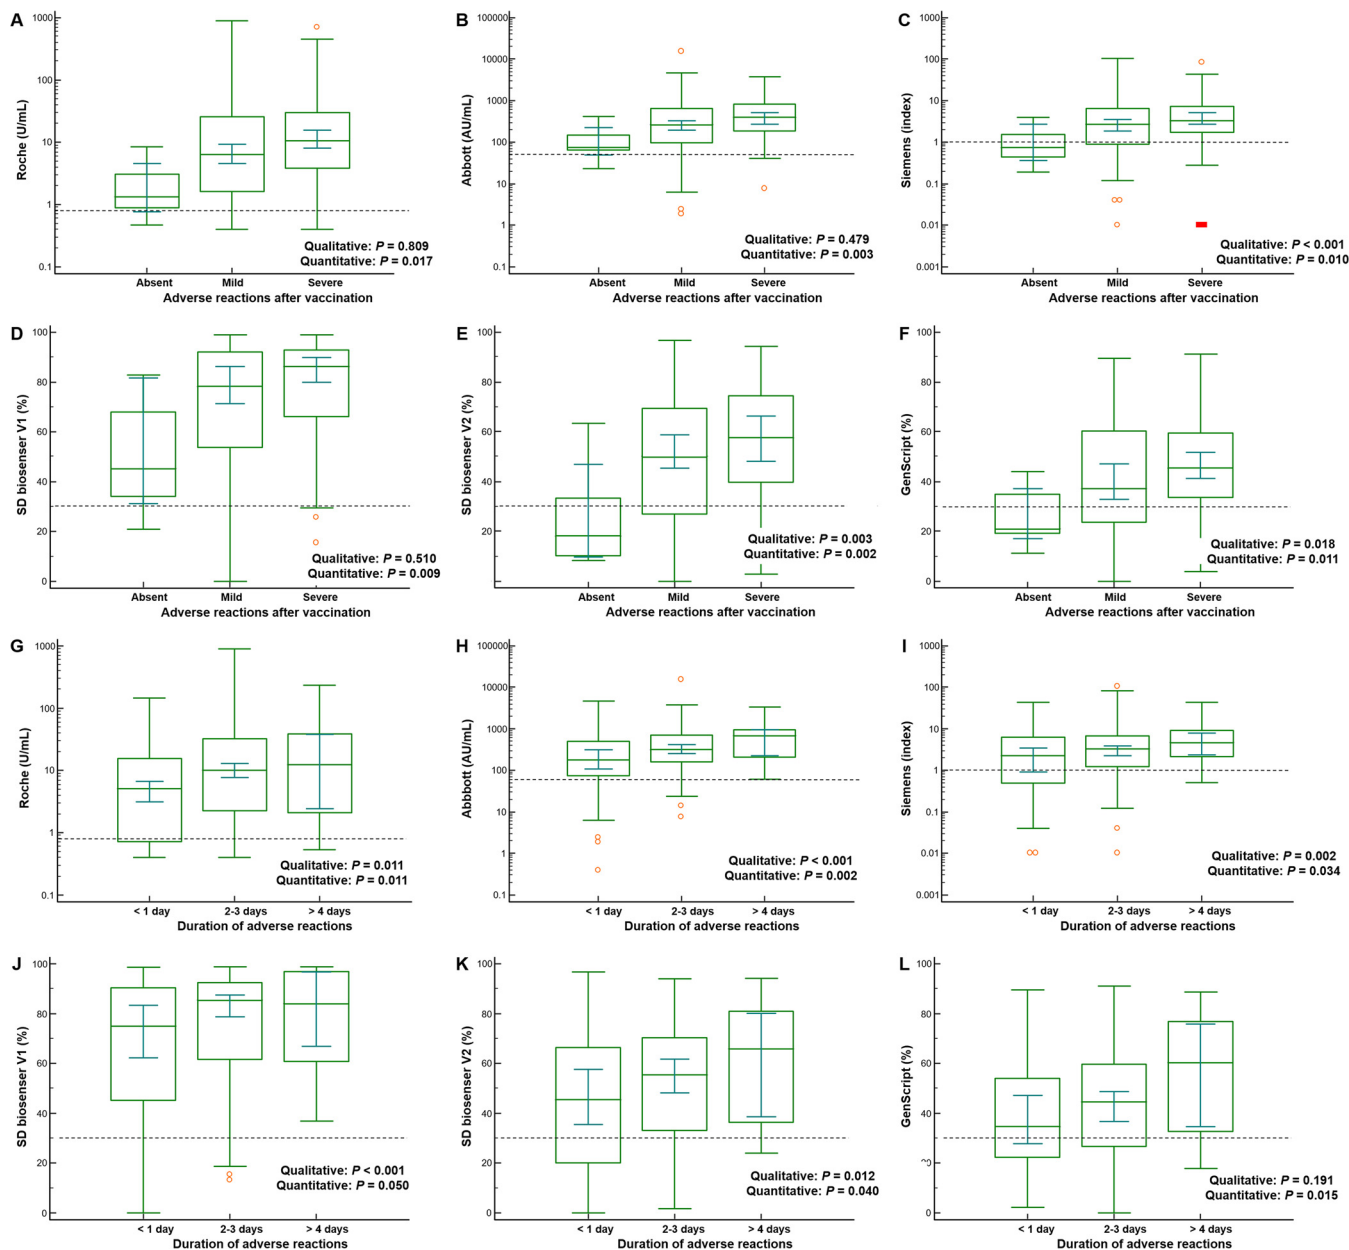 A
Roche (U/mL)
1000
100
10
1
0.1
Qualitative: P = 0.809
Quantitative: P = 0.017
Absent Mild Severe
Adverse reactions after vaccination
B
Abbott (AU/mL)
100000
10000
1000
100
10
1
0.1
Qualitative: P = 0.479
Quantitative: P = 0.003
Absent Mild Severe
Adverse reactions after vaccination
C
Siemens (index)
100
10
1
0.1
0.01
0.001
Qualitative: P < 0.001
Quantitative: P = 0.010
Absent Mild Severe
Adverse reactions after vaccination
D
SD biosenser V1 (%)
100
80
60
40
20
0
Qualitative: P = 0.510
Quantitative: P = 0.009
Absent Mild Severe
Adverse reactions after vaccination
E
SD biosenser V2 (%)
100
80
60
40
20
0
Qualitative: P = 0.003
Quantitative: P = 0.002
Absent Mild Severe
Adverse reactions after vaccination
F
GenScript (%)
100
80
60
40
20
0
Qualitative: P = 0.018
Quantitative: P = 0.011
Absent Mild Severe
Adverse reactions after vaccination
G
Roche (U/mL)
1000
100
10
1
0.1
Qualitative: P = 0.011
Quantitative: P = 0.011
< 1 day 2-3 days > 4 days
Duration of adverse reactions
H
Abbbott (AU/mL)
100000
10000
1000
100
10
1
0.1
Qualitative: P < 0.001
Quantitative: P = 0.002
< 1 day 2-3 days > 4 days
Duration of adverse reactions
I
Siemens (index)
100
10
1
0.1
0.01
0.001
Qualitative: P = 0.002
Quantitative: P = 0.034
< 1 day 2-3 days > 4 days
Duration of adverse reactions
J
SD biosenser V1 (%)
100
80
60
40
20
0
Qualitative: P < 0.001
Quantitative: P = 0.050
< 1 day 2-3 days > 4 days
Duration of adverse reactions
K
SD biosenser V2 (%)
100
80
60
40
20
0
Qualitative: P = 0.012
Quantitative: P = 0.040
< 1 day 2-3 days > 4 days
Duration of adverse reactions
L
GenScript (%)
100
80
60
40
0
Qualitative: P = 0.191
Quantitative: P = 0.015
< 1 day 2-3 days > 4 days
Duration of adverse reactions